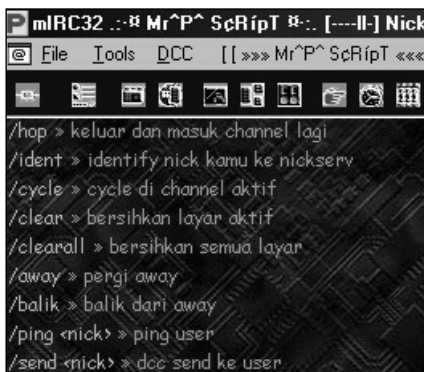 mIRC32 .:·¤ Mr^P^ S¢RípT ¤·:. [----ll-] Nick
File Tools DCC [[ »»» Mr^P^ ScRípT «««
/hop » keluar dan masuk channel lagi
/ident » identify nick kamu ke nickserv
/cycle » cycle di channel aktif
/clear » bersihkan layar aktif
/clearall » bersihkan semua layar
/away » pergi away
/balik » balik dari away
/ping <nick> » ping user
/send <nick> » dcc send ke user